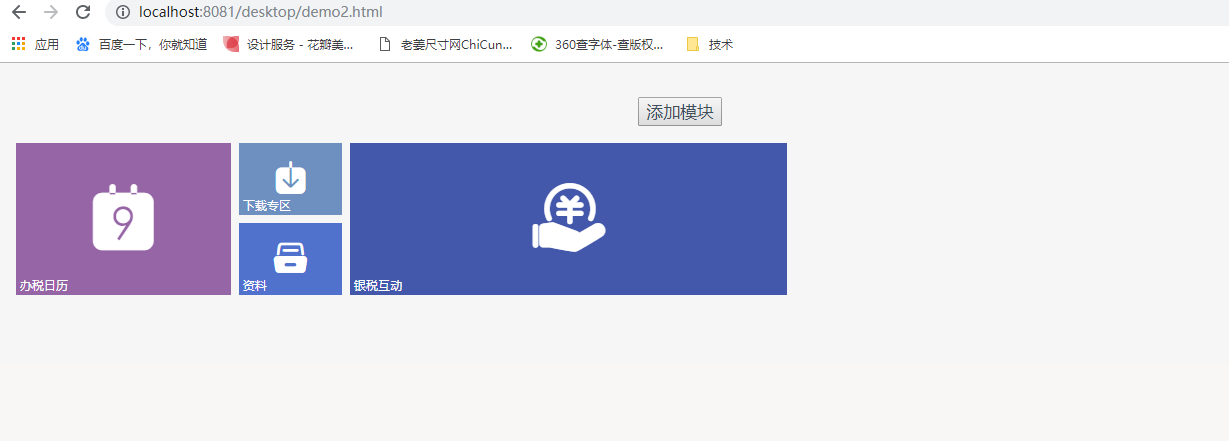 localhost:8081/desktop/demo2.html
应用 百度一下，你就知道 设计服务 - 花瓣美... 老姜尺寸网ChiCun... 360查字体-查版权... 技术
添加模块
9
下载专区
办税日历 资料 银税互动